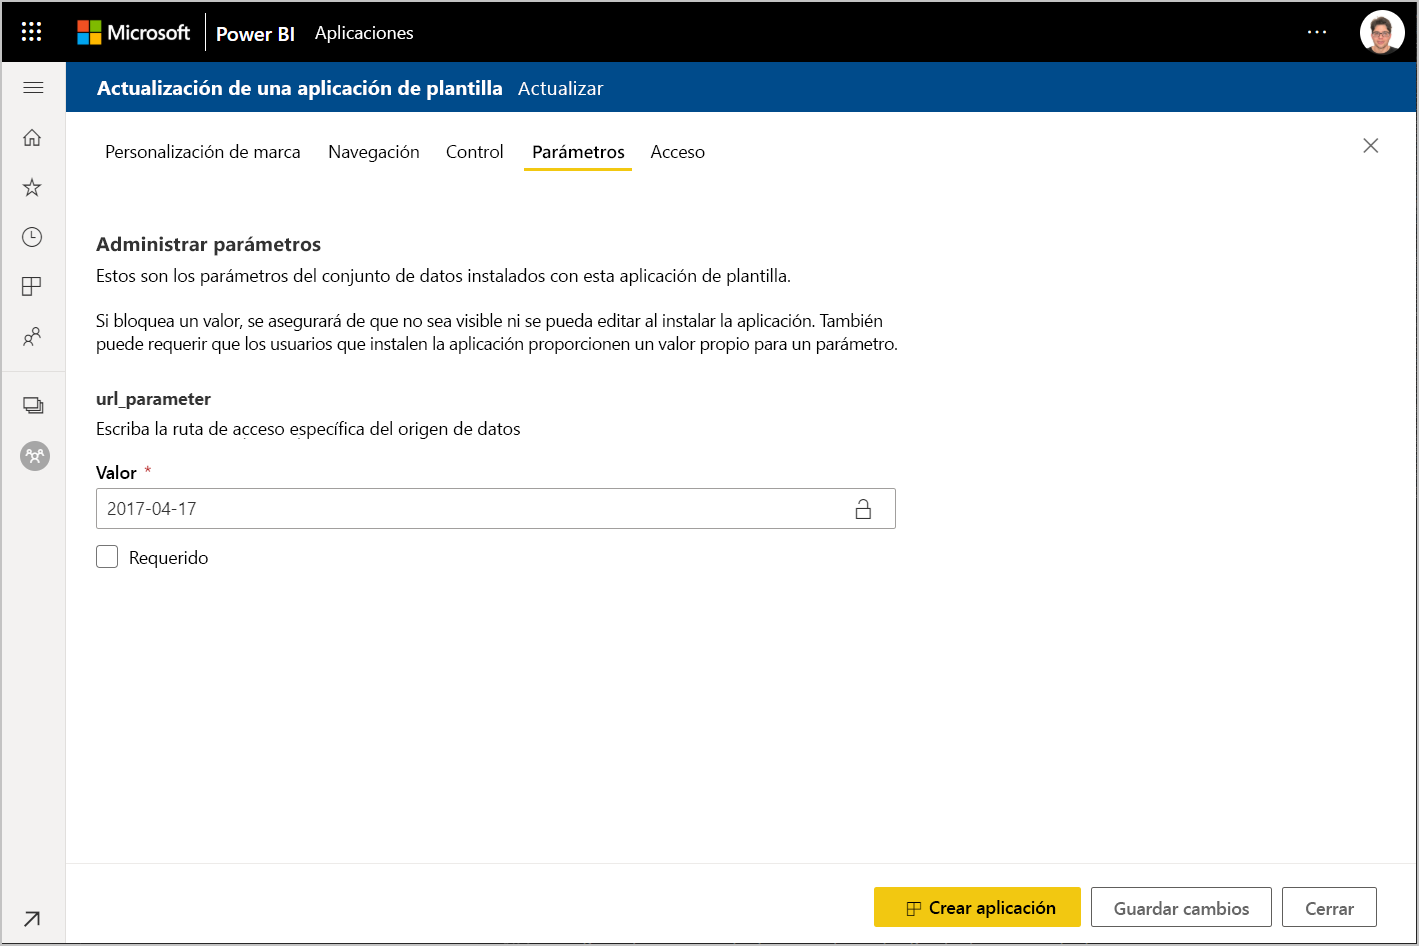 Microsoft Power BI Aplicaciones
Actualización de una aplicación de plantilla Actualizar
Personalización de marca Navegación Control Parámetros Acceso
Administrar parámetros
Estos son los parámetros del conjunto de datos instalados con esta aplicación de plantilla.
Si bloquea un valor, se asegurará de que no sea visible ni se pueda editar al instalar la aplicación. También
puede requerir que los usuarios que instalen la aplicación proporcionen un valor propio para un parámetro.
url_parameter
Escriba la ruta de acceso específica del origen de datos
Valor *
2017-04-17
Requerido
Crear aplicación Guardar cambios Cerrar